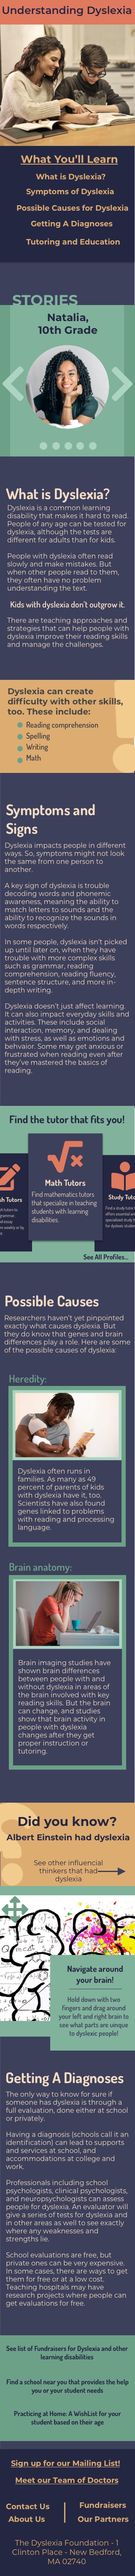 Understanding Dyslexia
What You'll Learn
What is Dyslexia?
Symptoms of Dyslexia
Possible Causes for Dyslexia
Getting A Diagnoses
Tutoring and Education
STORIES
Natalia,
10th Grade
What is Dyslexia?
Dyslexia is a common learning
disability that makes it hard to read.
People of any age can be tested for
dyslexia, although the tests are
different for adults than for kids.
People with dyslexia often read
slowly and make mistakes. But
when other people read to them,
they often have no problem
understanding the text.
Kids with dyslexia don't outgrow it.
There are teaching approaches and
strategies that can help people with
dyslexia improve their reading skills
and manage the challenges.
Dyslexia can create
difficulty with other skills,
too. These include:
Reading comprehension
Spelling
Writing
Math
Symptoms and
Signs
Dyslexia impacts people in different
ways. So, symptoms might not look
the same from one person to
another.
A key sign of dyslexia is trouble
decoding words and phonemic
awareness, meaning the ability to
match letters to sounds and the
ability to recognize the sounds in
words respectively.
In some people, dyslexia isn't picked
up until later on, when they have
trouble with more complex skills
such as grammar, reading
comprehension, reading fluency,
sentence structure, and more in-
depth writing.
Dyslexia doesn't just affect learning.
It can also impact everyday skills and
activities. These include social
interaction, memory, and dealing
with stress, as well as emotions and
behavior. Some may get anxious or
frustrated when reading even after
they've mastered the basics of
reading.
Find the tutor that fits you!
Math Tutors
Find mathematics tutors
that specialize in teaching
students with learning
disabilities.
See All Profiles...
Possible Causes
Researchers haven't yet pinpointed
exactly what causes dyslexia. But
they do know that genes and brain
differences play a role. Here are some
of the possible causes of dyslexia:
Heredity:
Dyslexia often runs in
families. As many as 49
percent of parents of kids
with dyslexia have it, too.
Scientists have also found
genes linked to problems
with reading and processing
language.
Brain anatomy:
Brain imaging studies have
shown brain differences
between people with and
without dyslexia in areas of
the brain involved with key
reading skills. But the brain
can change, and studies
show that brain activity in
people with dyslexia
changes after they get
proper instruction or
tutoring.
Did you know?
Albert Einstein had dyslexia
See other influencial
thinkers that had
dyslexia
Navigate around
your brain!
Hold down with two
fingers and drag around
your left and right brain to
see what parts are unique
to dyslexic people!
Getting A Diagnoses
The only way to know for sure if
someone has dyslexia is through a
full evaluation, done either at school
or privately.
Having a diagnosis (schools call it an
identification) can lead to supports
and services at school, and
accommodations at college and
work.
Professionals including school
psychologists, clinical psychologists,
and neuropsychologists can assess
people for dyslexia. An evaluator will
give a series of tests for dyslexia and
in other areas as well to see exactly
where any weaknesses and
strengths lie.
School evaluations are free, but
private ones can be very expensive.
In some cases, there are ways to get
them for free or at a low cost.
Teaching hospitals may have
research projects where people can
get evaluations for free.
See list of Fundraisers for Dyslexia and other
learning disabilities
Find a school near you that provides the help
you or your student needs
Practicing at Home: A WishList for your
student based on their age
Sign up for our Mailing List!
Meet our Team of Doctors
Contact Us
About Us
Fundraisers
Our Partners
The Dyslexia Foundation - 1
Clinton Place - New Bedford,
MA 02740